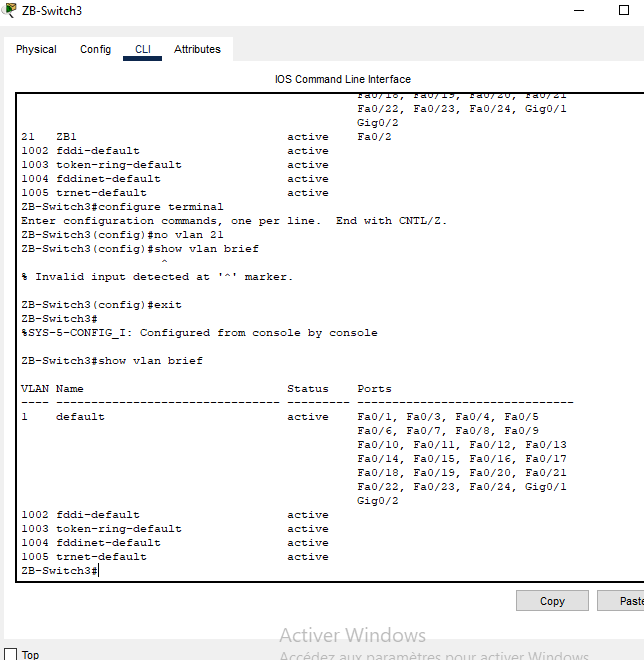 ZB-Switch3
Physical Config CLI Attributes
IOS Command Line Interface
Fa0/18, Fa0/19, Fa0/20, Fa0/21
Fa0/22, Fa0/23, Fa0/24, Gig0/1
Gig0/2
21 ZB1 active Fa0/2
1002 fddi-default active
1003 token-ring-default active
1004 fddinet-default active
1005 trnet-default active
ZB-Switch3#configure terminal
Enter configuration commands, one per line. End with CNTL/Z.
ZB-Switch3(config)#no vlan 21
ZB-Switch3(config)#show vlan brief
^
% Invalid input detected at '^' marker.
ZB-Switch3(config)#exit
ZB-Switch3#
%SYS-5-CONFIG_I: Configured from console by console
ZB-Switch3#show vlan brief
VLAN Name Status Ports
---- -------------------------------- --------- -------------------------------
1 default active Fa0/1, Fa0/3, Fa0/4, Fa0/5
Fa0/6, Fa0/7, Fa0/8, Fa0/9
Fa0/10, Fa0/11, Fa0/12, Fa0/13
Fa0/14, Fa0/15, Fa0/16, Fa0/17
Fa0/18, Fa0/19, Fa0/20, Fa0/21
Fa0/22, Fa0/23, Fa0/24, Gig0/1
Gig0/2
1002 fddi-default active
1003 token-ring-default active
1004 fddinet-default active
1005 trnet-default active
ZB-Switch3#
Copy Paste
Activer Windows
Accédez aux paramètres pour activer Windows
Top